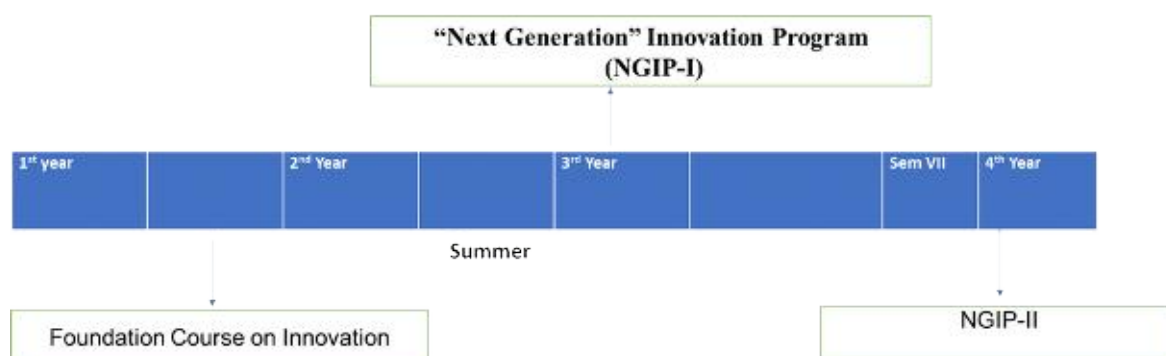 “Next Generation” Innovation Program
(NGIP-I)
1st year
2nd Year
3rd Year
Sem VII
4th Year
Summer
Foundation Course on Innovation
NGIP-II